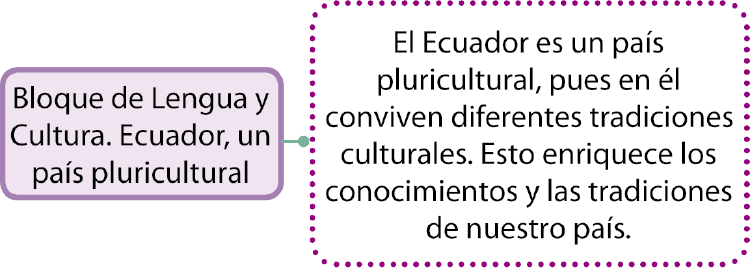 Bloque de Lengua y
Cultura. Ecuador, un
país pluricultural
El Ecuador es un país
pluricultural, pues en él
conviven diferentes tradiciones
culturales. Esto enriquece los
conocimientos y las tradiciones
de nuestro país.